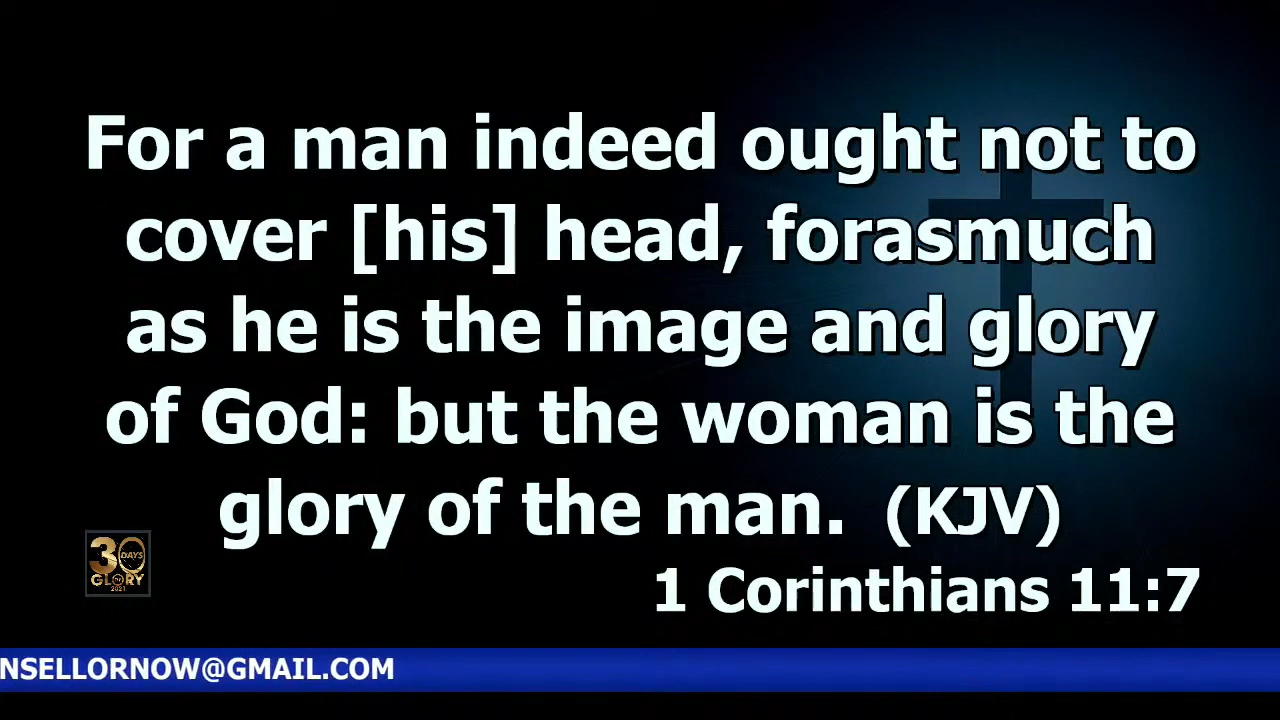 For a man indeed ought not to
cover [his] head, forasmuch
as he is the image and glory
of God: but the woman is the
glory of the man. (KJV)
1 Corinthians 11:7
30
DAYS
OF
GLORY
2021
NSELLORNOW@GMAIL.COM